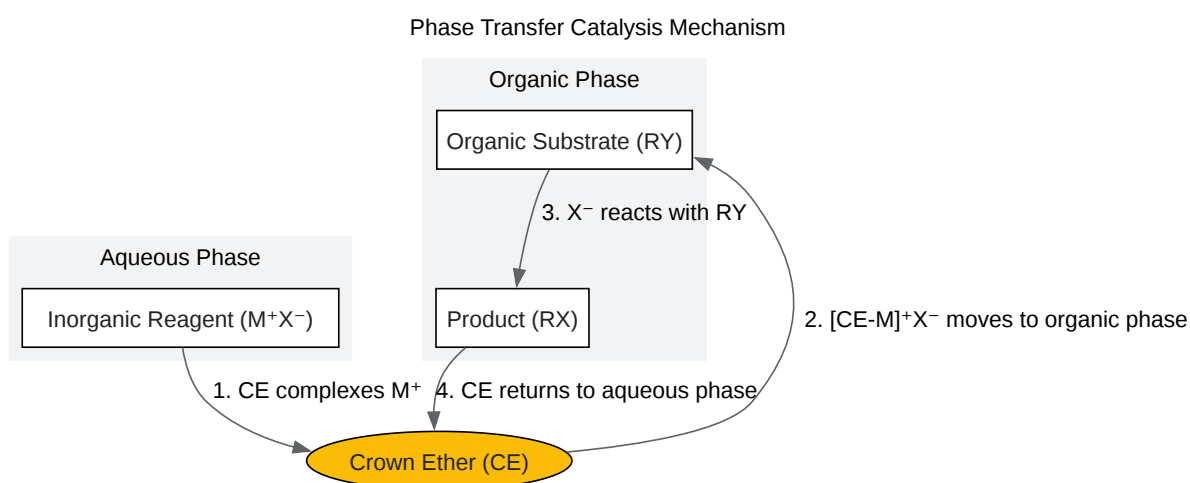 Phase Transfer Catalysis Mechanism
Organic Phase
Organic Substrate (RY)
3. X⁻ reacts with RY
Aqueous Phase
Inorganic Reagent (M⁺X⁻)
Product (RX)
2. [CE-M]⁺X⁻ moves to organic phase
1. CE complexes M⁺
4. CE returns to aqueous phase
Crown Ether (CE)